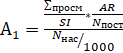 A₁ = (Σпросм / SI * AR / Nпост) / (Nнас / 1000)